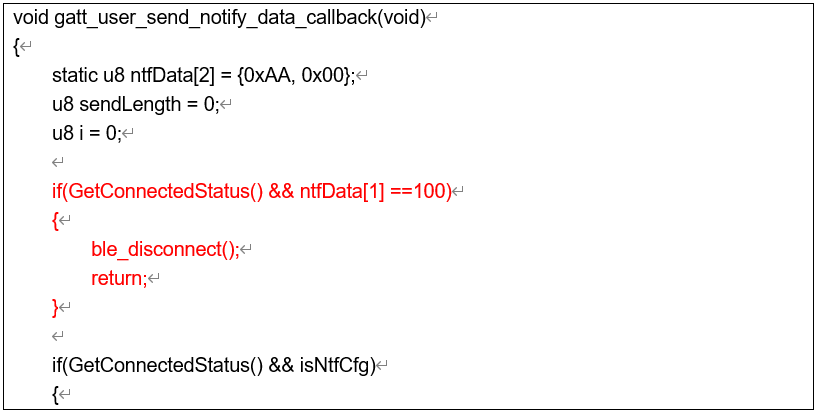 void gatt_user_send_notify_data_callback(void)↵
{↵
static u8 ntfData[2] = {0xAA, 0x00};↵
u8 sendLength = 0;↵
u8 i = 0;↵
↵
if(GetConnectedStatus() && ntfData[1] ==100)↵
{↵
ble_disconnect();↵
return;↵
}↵
↵
if(GetConnectedStatus() && isNtfCfg)↵
{↵